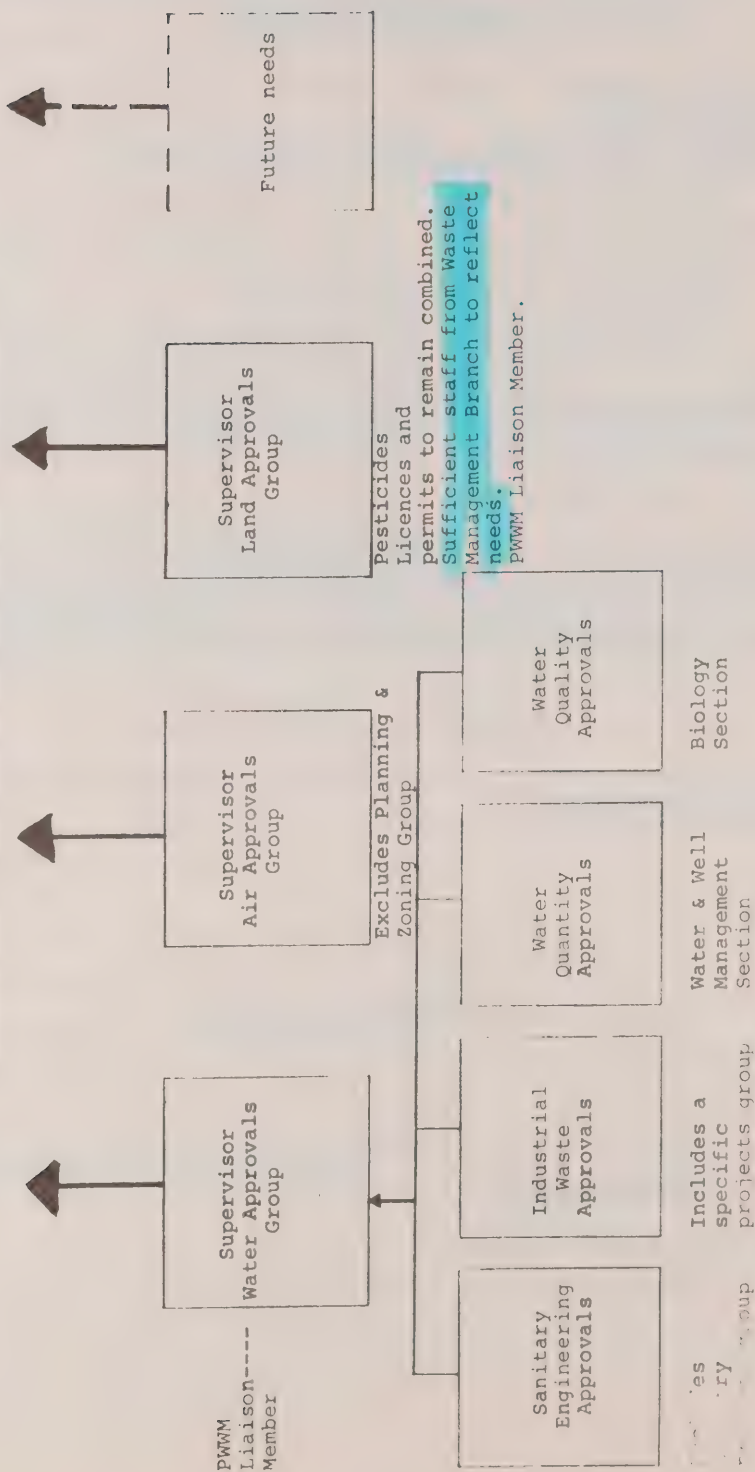 PWWM
Liaison----
Member
Supervisor
Water Approvals
Group
Supervisor
Air Approvals
Group
Excludes Planning &
Zoning Group
Supervisor
Land Approvals
Group
Pesticides
Licences and
permits to remain combined.
Sufficient staff from Waste
Management Branch to reflect
needs.
PWWM Liaison Member.
Future needs
Sanitary
Engineering
Approvals
Industrial
Waste
Approvals
Includes a
specific
projects group
Water
Quantity
Approvals
Water & Well
Management
Section
Water
Quality
Approvals
Biology
Section